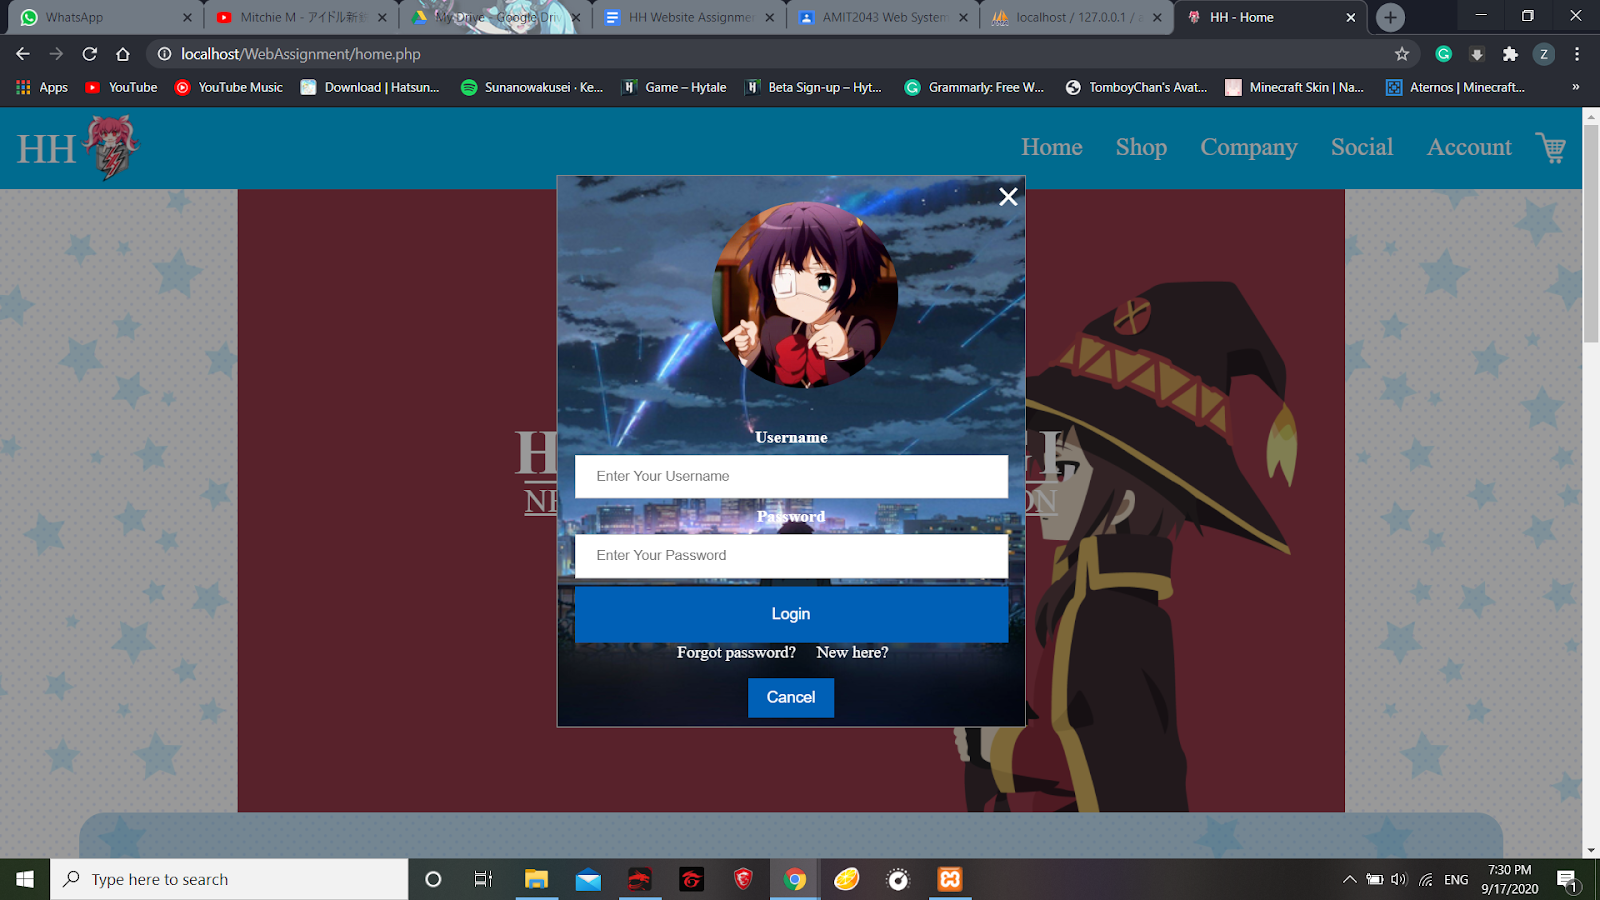 WhatsApp
Mitchie M - アイドル新
My Drive - Google Driv
HH Website Assignmen
AMIT2043 Web System
localhost / 127.0.0.1 /
HH - Home
localhost/WebAssignment/home.php
Z
Apps
YouTube
YouTube Music
Download | Hatsun...
Sunanowakusei · Ke...
Game – Hytale
Beta Sign-up – Hyt...
Grammarly: Free W...
TomboyChan's Avat...
Minecraft Skin | Na...
Aternos | Minecraft...
»
HH
Home
Shop
Company
Social
Account
Username
Enter Your Username
Password
Enter Your Password
Login
Forgot password?
New here?
Cancel
Type here to search
ENG
7:30 PM
9/17/2020
1